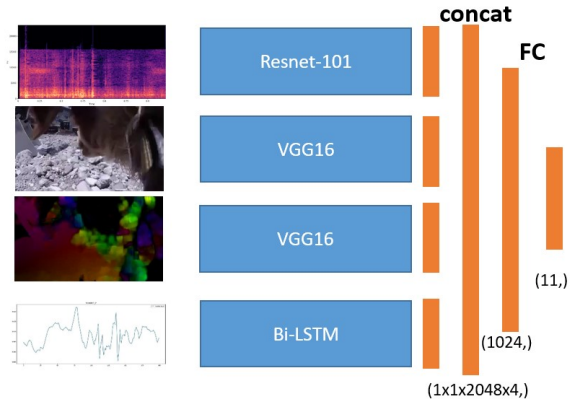 concat
FC
Resnet-101
VGG16
VGG16
Bi-LSTM
(11,)
(1024,)
(1x1x2048x4,)